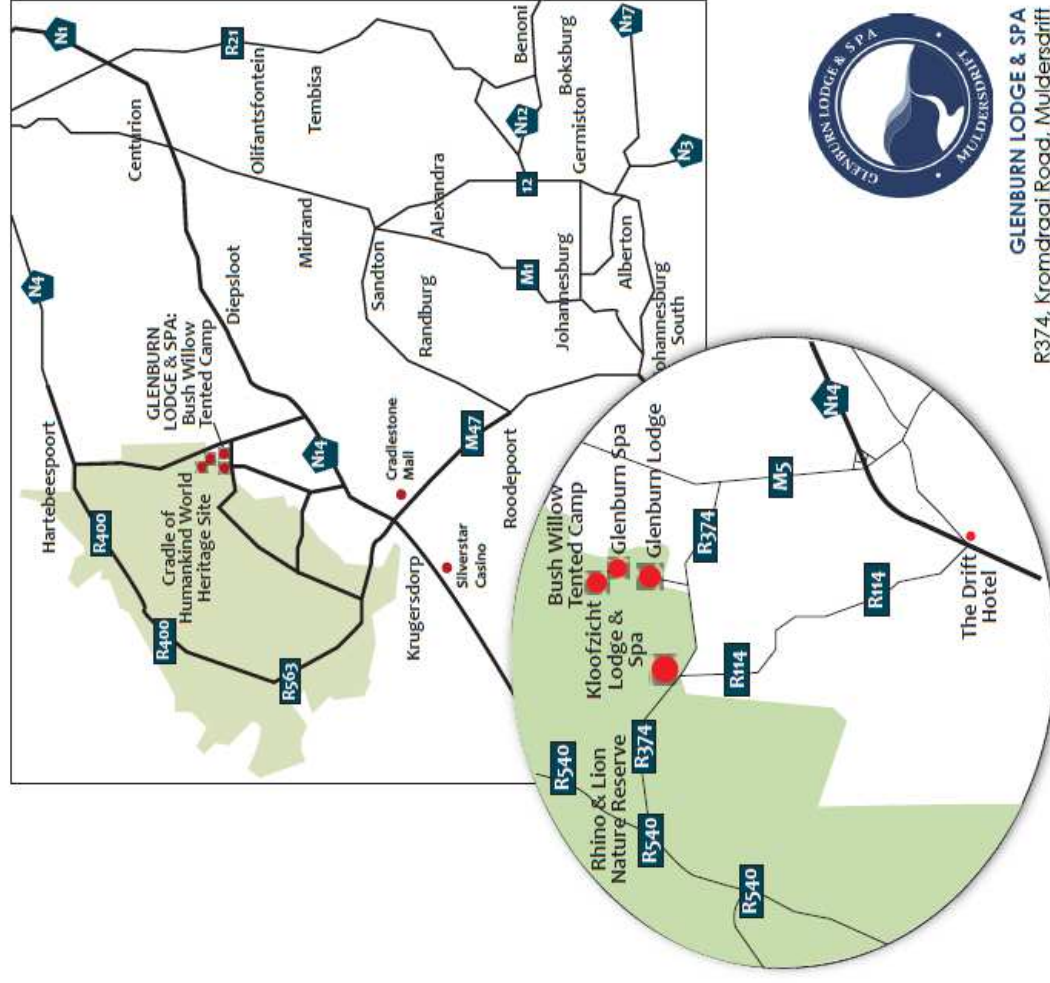 Hartebeespoort
N4
Centurion
N1
R21
Olifantsfontein
Tembisa
Midrand
Diepsloot
GLENBURN
LODGE & SPA:
Bush Willow
Tented Camp
R400
Cradle of
Humankind World
Heritage Site
R400
R563
N14
Cradlestone
Mall
Silverstar
Casino
Krugersdorp
M47
Roodepoort
Randburg
Sandton
Alexandra
M1
12
N12
Benoni
Boksburg
Germiston
N17
N3
Johannesburg
Alberton
ohannesburg
South
Bush Willow
Tented Camp
Glenburn Spa
Glenburn Lodge
Kloofzicht
Lodge &
Spa
Rhino & Lion
Nature Reserve
R540
R374
R540
R540
R374
R114
R114
M5
N14
The Drift
Hotel
GLENBURN LODGE & SPA
• MULDERSDRIFT •
GLENBURN LODGE & SPA
R374, Kromdraai Road, Muldersdrift